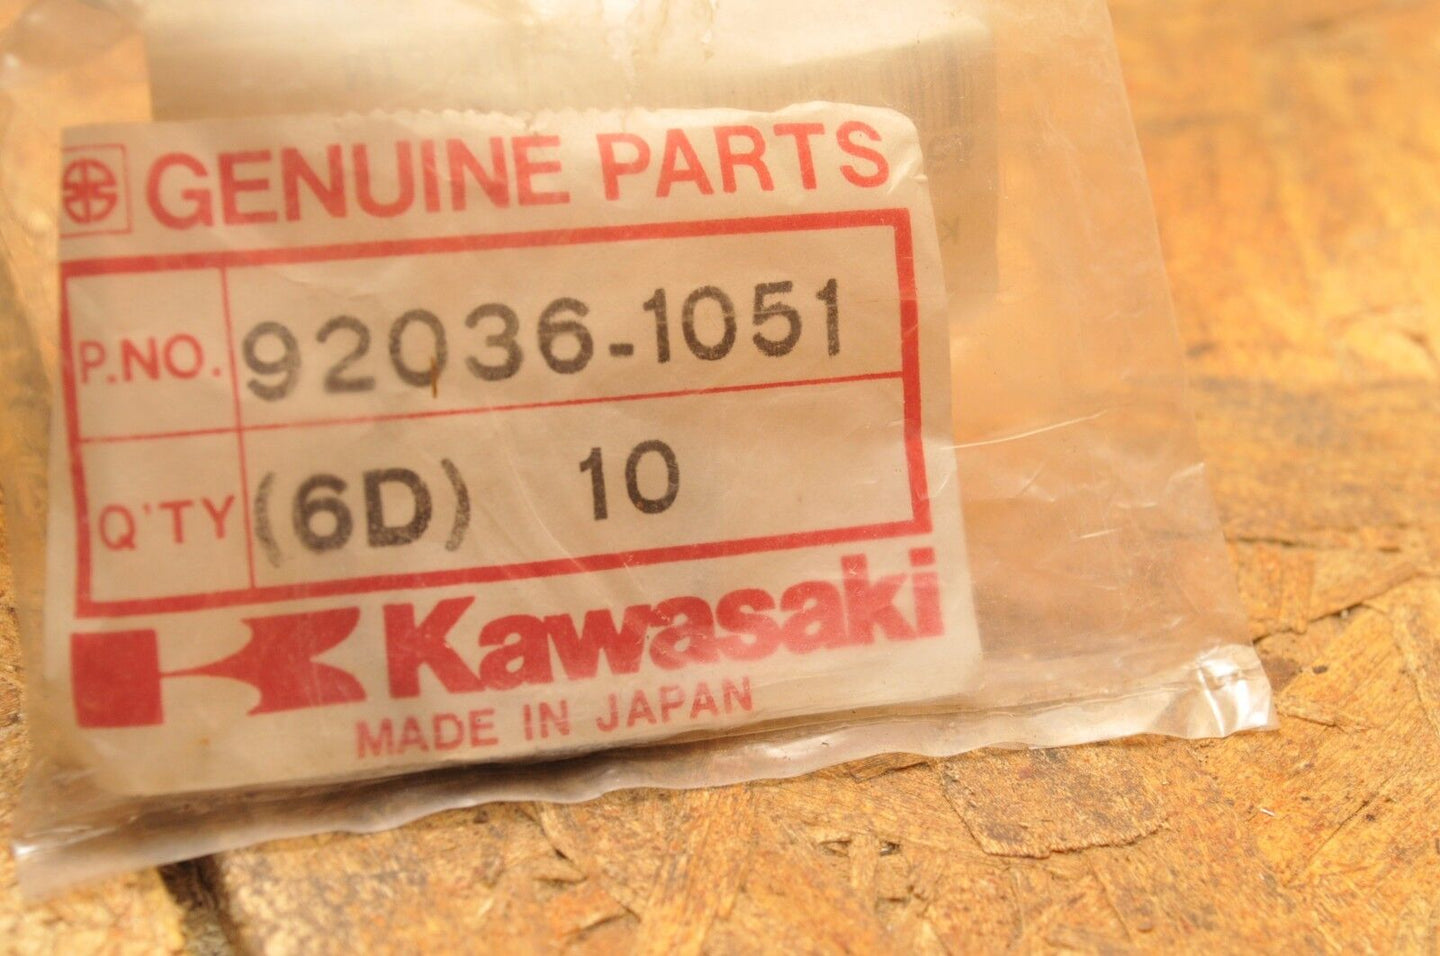 GENUINE PARTS
P.NO. 92036-1051
Q'TY (6D) 10
Kawasaki
MADE IN JAPAN